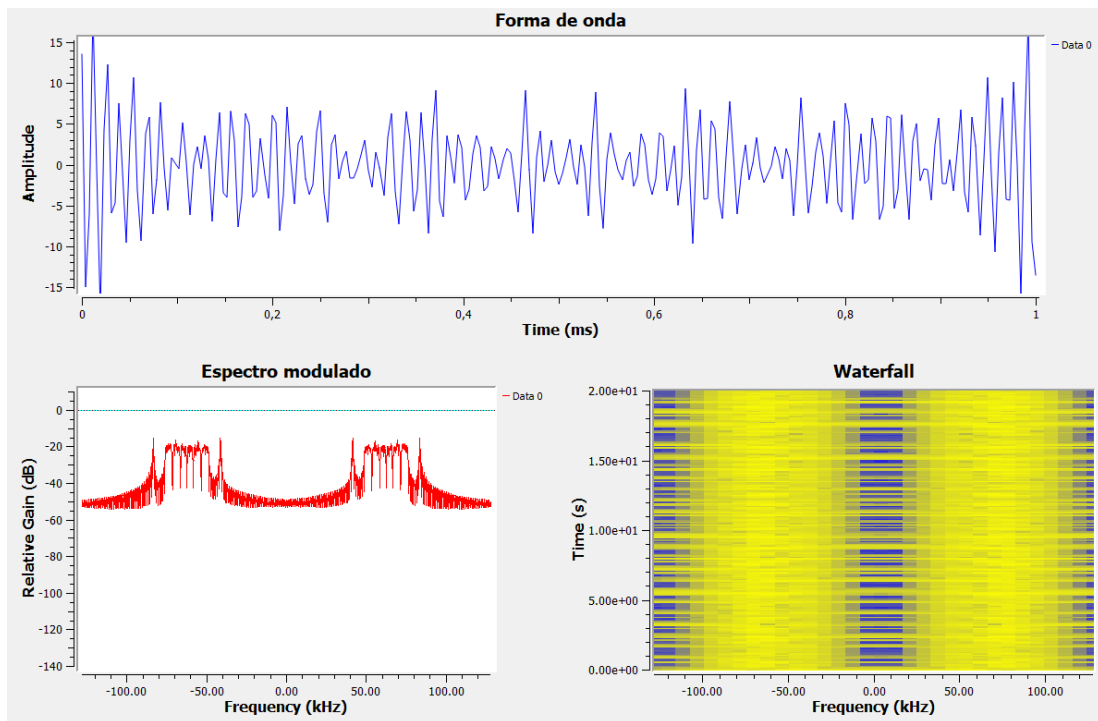 Forma de onda
Data 0
Amplitude
15
10
5
0
-5
-10
-15
0 0,2 0,4 0,6 0,8 1
Time (ms)
Espectro modulado
Data 0
Relative Gain (dB)
0
-20
-40
-60
-80
-100
-120
-140
-100.00 -50.00 0.00 50.00 100.00
Frequency (kHz)
Waterfall
Time (s)
2.00e+01
1.50e+01
1.00e+01
5.00e+00
0.00e+00
-100.00 -50.00 0.00 50.00 100.00
Frequency (kHz)